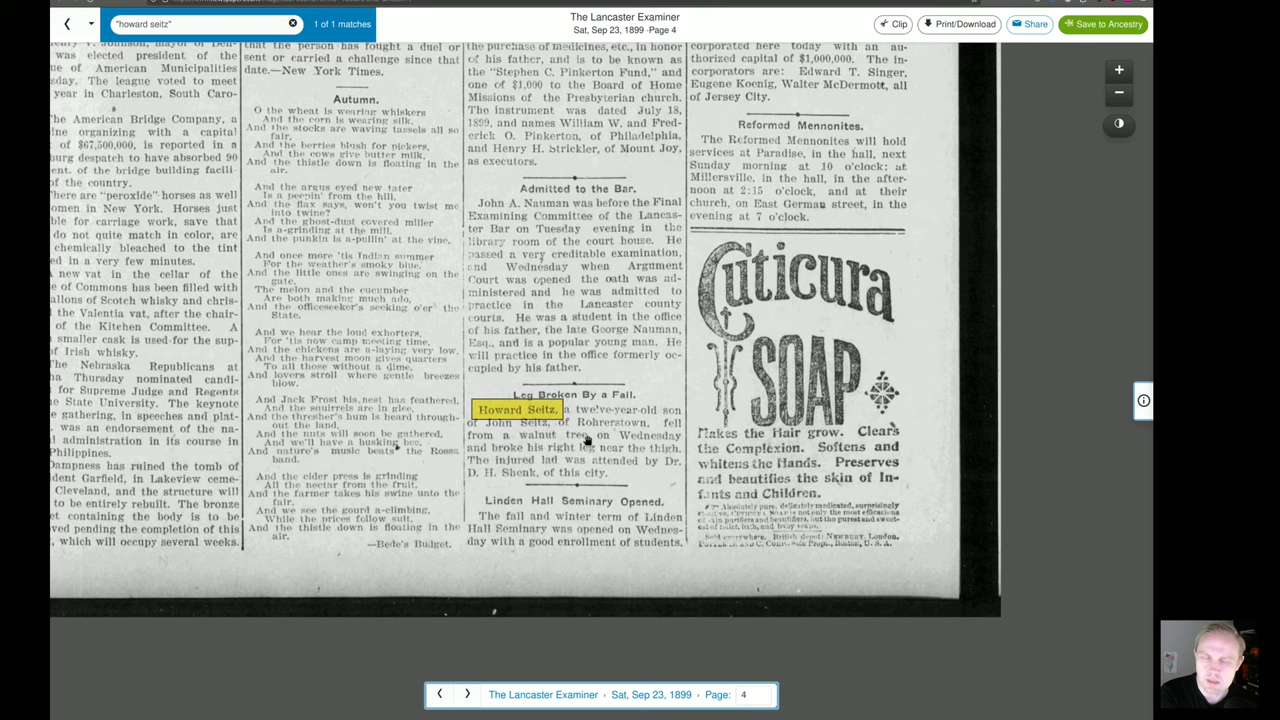 "howard seitz"
1 of 1 matches
The Lancaster Examiner
Sat, Sep 23, 1899 · Page 4
Clip
Print/Download
Share
Save to Ancestry
was elected president of the
ue of American Municipalities
day. The league voted to meet
year in Charleston, South Caro-
The American Bridge Company, a
ine organizing with a capital
of $67,500,000, is reported in a
burg despatch to have absorbed 90
ent. of the bridge building facili-
of the country.
here are "peroxide" horses as well
omen in New York. Horses just
ble for carriage work, save that
do not quite match in color, are
chemically bleached to the tint
ed in a very few minutes.
new vat in the cellar of the
e of Commons has been filled with
allons of Scotch whisky and chris-
the Valentia vat, after the chair-
of the Kitchen Committee. A
smaller cask is used for the sup-
of Irish whisky.
he Nebraska Republicans at
ha Thursday nominated candi-
for Supreme Judge and Regents
e State University. The keynote
e gathering, in speeches and plat-
was an endorsement of the na-
l administration in its course in
Philippines.
Dampness has ruined the tomb of
dent Garfield, in Lakeview ceme-
Cleveland, and the structure will
to be entirely rebuilt. The bronze
et containing the body is to be
ved pending the completion of this
, which will occupy several weeks.
that the person has fought a duel or
sent or carried a challenge since that
date.—New York Times.
Autumn.
O the wheat is wearing whiskers
And the corn is wearing silk,
And the stocks are waving tassels all so
fair,
And the berries blush for pickers,
And the cows give butter milk,
And the thistle down is floating in the
air.
And the argus eyed new tater
Is a peepin' from the hill,
And the flax says, won't you twist me
into twine?
And the ghost-dust covered miller
Is a-grinding at the mill,
And the punkin is a-pullin' at the vine.
And once more 'tis Indian summer
For the weather's smoky blue,
And the little ones are swinging on the
gate,
The melon and the cucumber
Are both making much ado,
And the officeseeker's seeking o'er the
State.
And we hear the loud exhorters,
For 'tis now camp meeting time,
And the chickens are a-laying very low,
And the harvest moon gives quarters
To all those without a dime,
And lovers stroll where gentle breezes
blow.
And Jack Frost his nest has feathered,
And the squirrels are in glee,
And the thresher's hum is heard through-
out the land,
And the nuts will soon be gathered,
And we'll have a husking bee,
And nature's music beats the Rossa
band.
And the cider press is grinding
All the nectar from the fruit,
And the farmer takes his swine unto the
fair,
And we see the gourd a-climbing,
While the prices follow suit,
And the thistle down is floating in the
air.
—Bede's Budget.
the purchase of medicines, etc., in honor
of his father, and is to be known as
the "Stephen C. Pinkerton Fund," and
one of $1,000 to the Board of Home
Missions of the Presbyterian church.
The instrument was dated July 18,
1899, and names William W. and Fred-
erick O. Pinkerton, of Philadelphia,
and Henry H. Strickler, of Mount Joy,
as executors.
Admitted to the Bar.
John A. Nauman was before the Final
Examining Committee of the Lancas-
ter Bar on Tuesday evening in the
library room of the court house. He
passed a very creditable examination,
and Wednesday when Argument
Court was opened the oath was ad-
ministered and he was admitted to
practice in the Lancaster county
courts. He was a student in the office
of his father, the late George Nauman,
Esq., and is a popular young man. He
will practice in the office formerly oc-
cupied by his father.
Leg Broken By a Fall.
Howard Seitz, a twelve-year-old son
of John Seitz, of Rohrerstown, fell
from a walnut tree on Wednesday
and broke his right leg near the thigh.
The injured lad was attended by Dr.
D. H. Shenk, of this city.
Linden Hall Seminary Opened.
The fall and winter term of Linden
Hall Seminary was opened on Wednes-
day with a good enrollment of students.
corporated here today with an au-
thorized capital of $1,000,000. The in-
corporators are: Edward T. Singer,
Eugene Koenig, Walter McDermott, all
of Jersey City.
Reformed Mennonites.
The Reformed Mennonites will hold
services at Paradise, in the hall, next
Sunday morning at 10 o'clock; at
Millersville, in the hall, in the after-
noon at 2:15 o'clock, and at their
church, on East German street, in the
evening at 7 o'clock.
Cuticura
SOAP
Makes the Hair grow. Clears
the Complexion. Softens and
whitens the Hands. Preserves
and beautifies the skin of In-
fants and Children.
Absolutely pure, delicately medicated, surprisingly
Sold everywhere. British depot: NEWBERY, London.
The Lancaster Examiner › Sat, Sep 23, 1899 › Page: 4